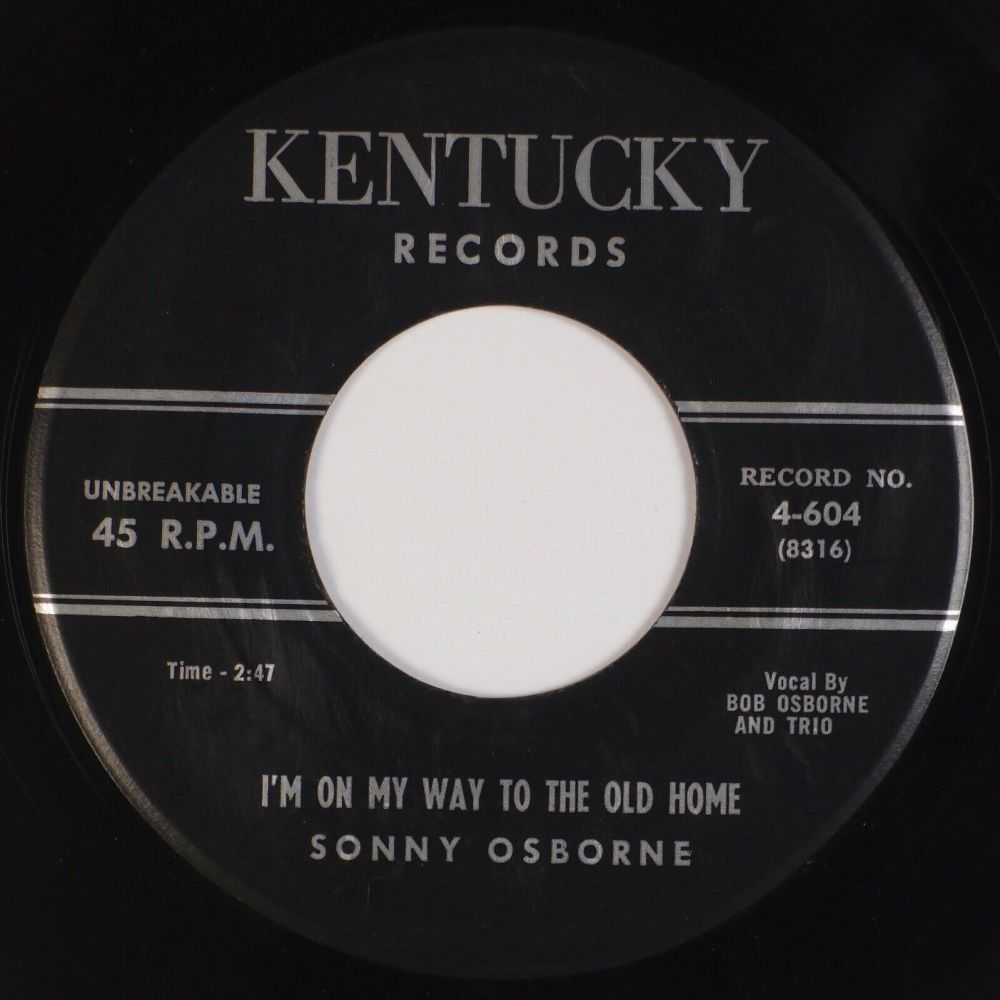 KENTUCKY
RECORDS
UNBREAKABLE
45 R.P.M.
RECORD NO.
4-604
(8316)
Time - 2:47
Vocal By
BOB OSBORNE
AND TRIO
I'M ON MY WAY TO THE OLD HOME
SONNY OSBORNE